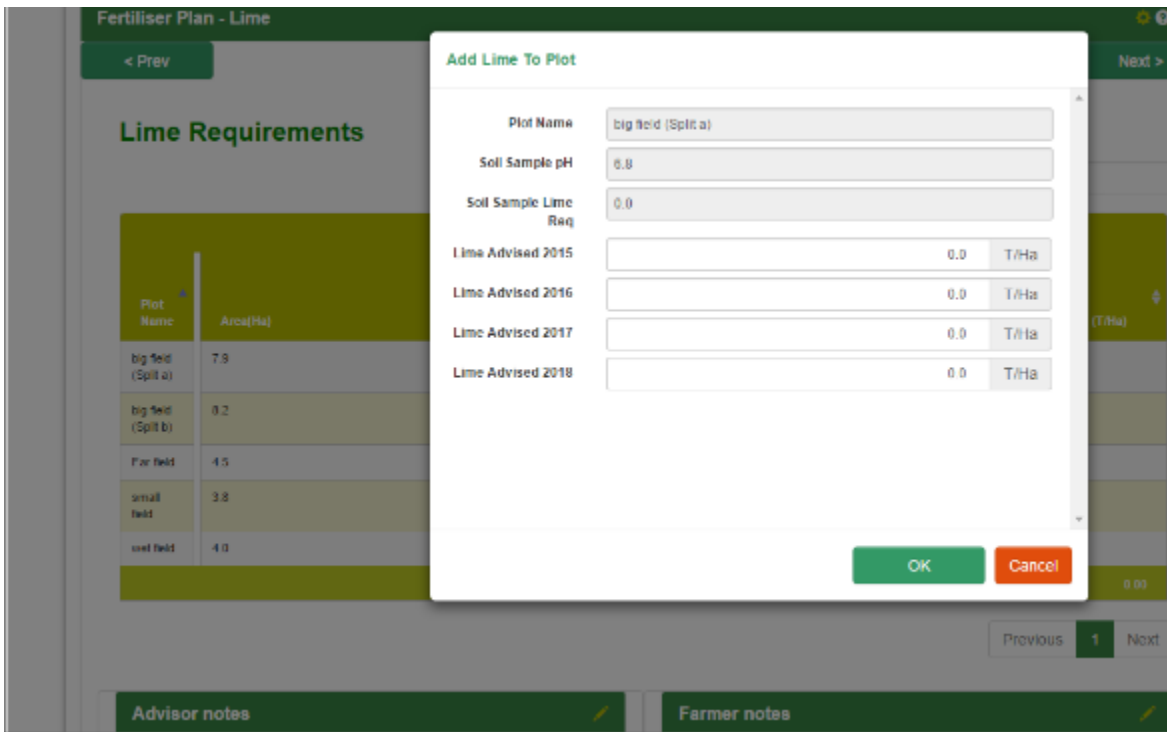 Fertiliser Plan - Lime
< Prev
Next >
Lime Requirements
Add Lime To Plot
Plot Name
big field (Split a)
Soil Sample pH
6.8
Soil Sample Lime
Req
0.0
Lime Advised 2015
0.0 T/Ha
Lime Advised 2016
0.0 T/Ha
Lime Advised 2017
0.0 T/Ha
Lime Advised 2018
0.0 T/Ha
OK
Cancel
Plot
Name
Area(Ha)
(T/Ha)
big field
(Split a)
7.9
big field
(Split b)
8.2
Far field
4.5
small
field
3.8
wet field
4.0
0.00
Previous 1 Next
Advisor notes
Farmer notes